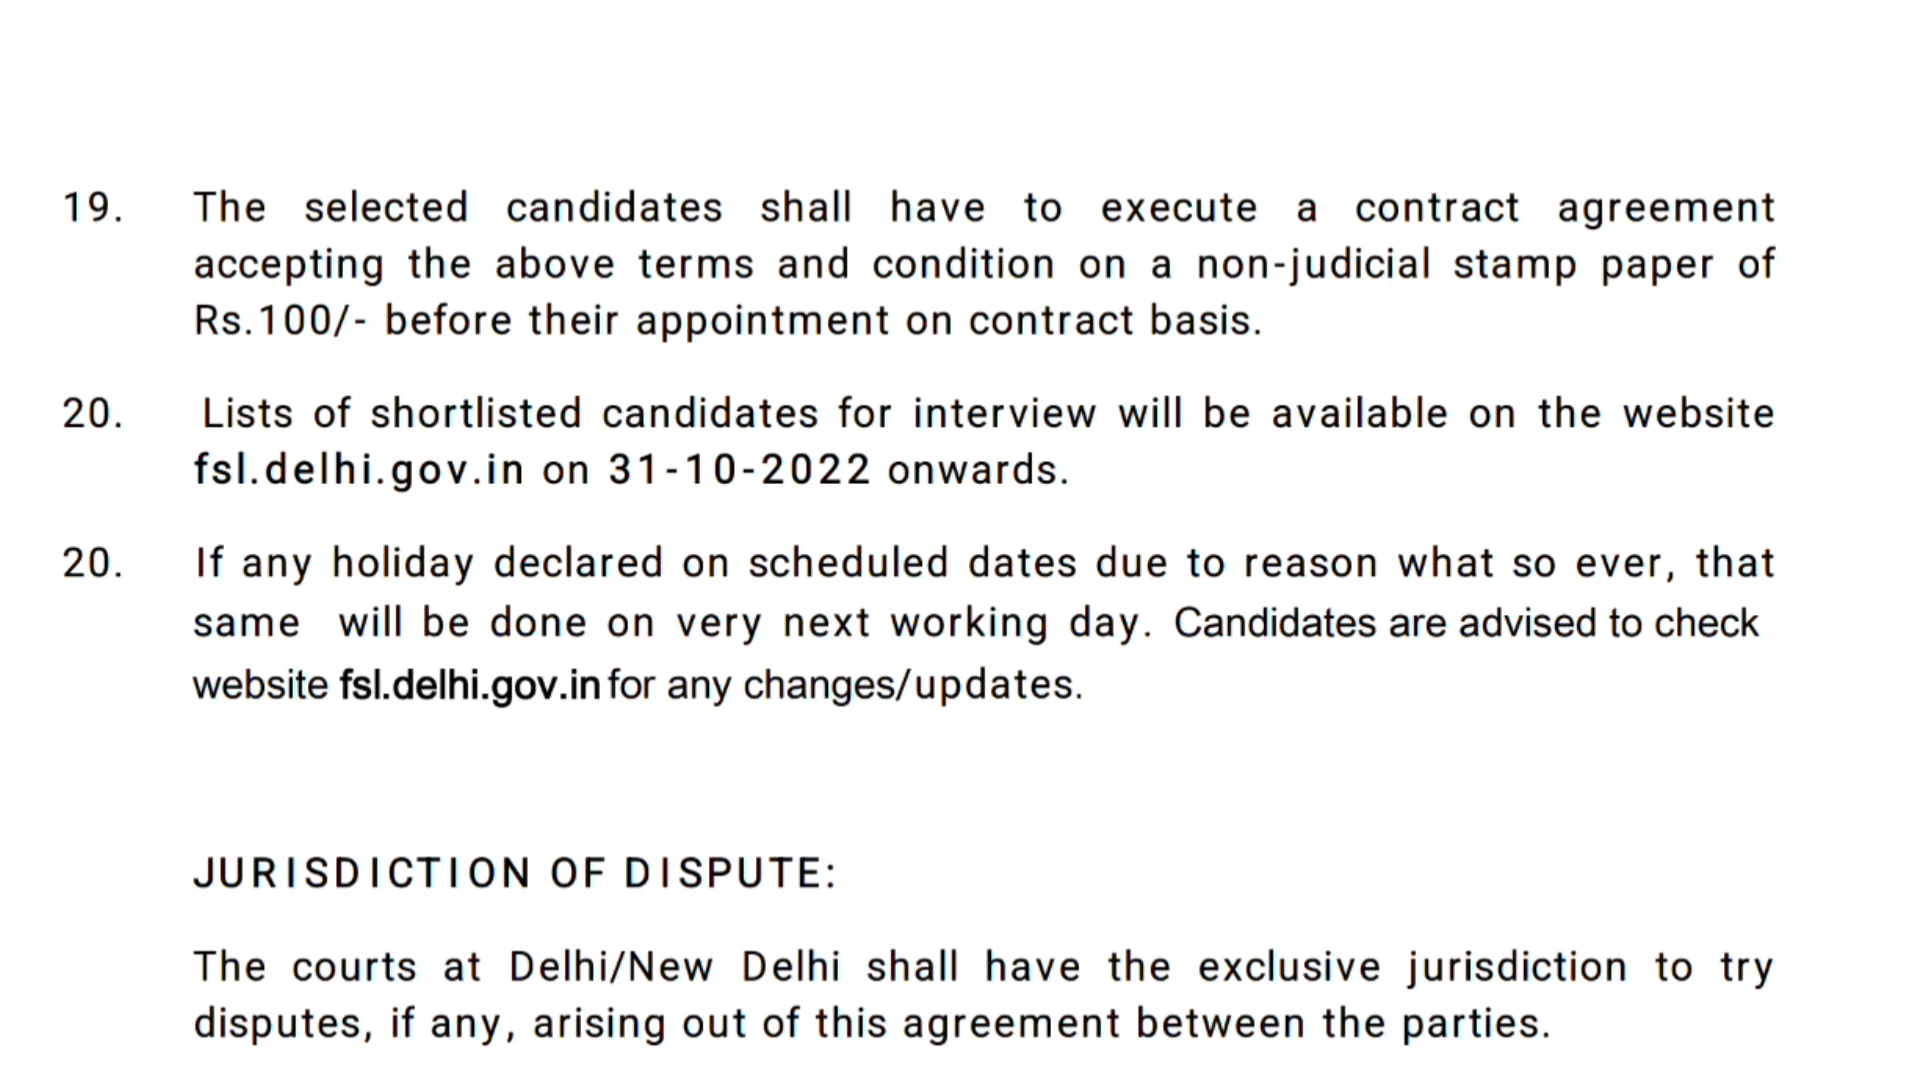 19. The selected candidates shall have to execute a contract agreement
accepting the above terms and condition on a non-judicial stamp paper of
Rs.100/- before their appointment on contract basis.
20. Lists of shortlisted candidates for interview will be available on the website
fsl.delhi.gov.in on 31-10-2022 onwards.
20. If any holiday declared on scheduled dates due to reason what so ever, that
same will be done on very next working day. Candidates are advised to check
website fsl.delhi.gov.in for any changes/updates.
JURISDICTION OF DISPUTE:
The courts at Delhi/New Delhi shall have the exclusive jurisdiction to try
disputes, if any, arising out of this agreement between the parties.